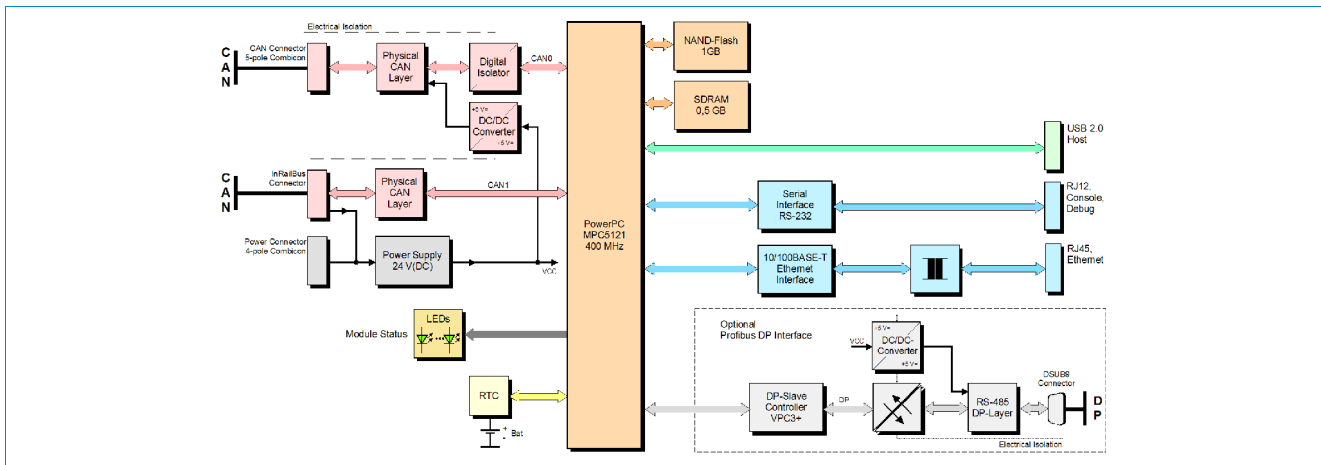 Electrical Isolation
CAN Connector
5-pole Combicon
C
A
N
Physical
CAN
Layer
Digital
Isolator
CAN0
+5 V=
DC/DC
Converter
+5 V=
InRailBus
Connector
C
A
N
Physical
CAN
Layer
CAN1
Power Connector
4-pole Combicon
Power Supply
24 V(DC)
VCC
Module Status
LEDs
RTC
+
-
Bat
PowerPC
MPC5121
400 MHz
NAND-Flash
1GB
SDRAM
0,5 GB
USB 2.0
Host
Serial
Interface
RS-232
RJ12,
Console,
Debug
10/100BASE-T
Ethernet
Interface
RJ45,
Ethernet
Optional
Profibus DP Interface
+5 V=
VCC
DC/DC-
Converter
+5 V=
DP-Slave
Controller
VPC3+
DP
RS-485
DP-Layer
DSUB9
Connector
D
P
Electrical Isolation